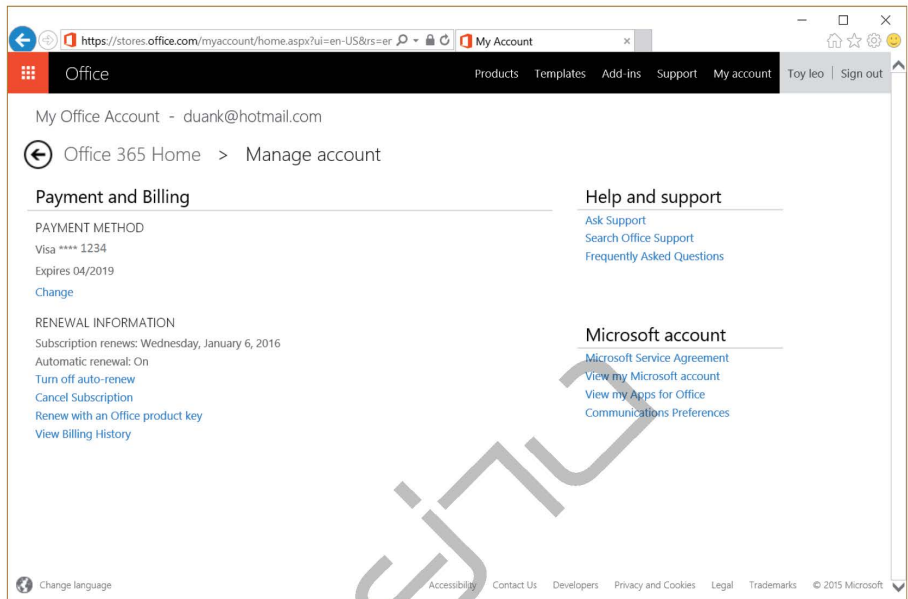 https://stores.office.com/myaccount/home.aspx?ui=en-US&rs=er
My Account
Office
Products Templates Add-ins Support My account Toy leo | Sign out
My Office Account - duank@hotmail.com
Office 365 Home > Manage account
Payment and Billing
PAYMENT METHOD
Visa **** 1234
Expires 04/2019
Change
RENEWAL INFORMATION
Subscription renews: Wednesday, January 6, 2016
Automatic renewal: On
Turn off auto-renew
Cancel Subscription
Renew with an Office product key
View Billing History
Help and support
Ask Support
Search Office Support
Frequently Asked Questions
Microsoft account
Microsoft Service Agreement
View my Microsoft account
View my Apps for Office
Communications Preferences
Change language
Accessibility Contact Us Developers Privacy and Cookies Legal Trademarks © 2015 Microsoft